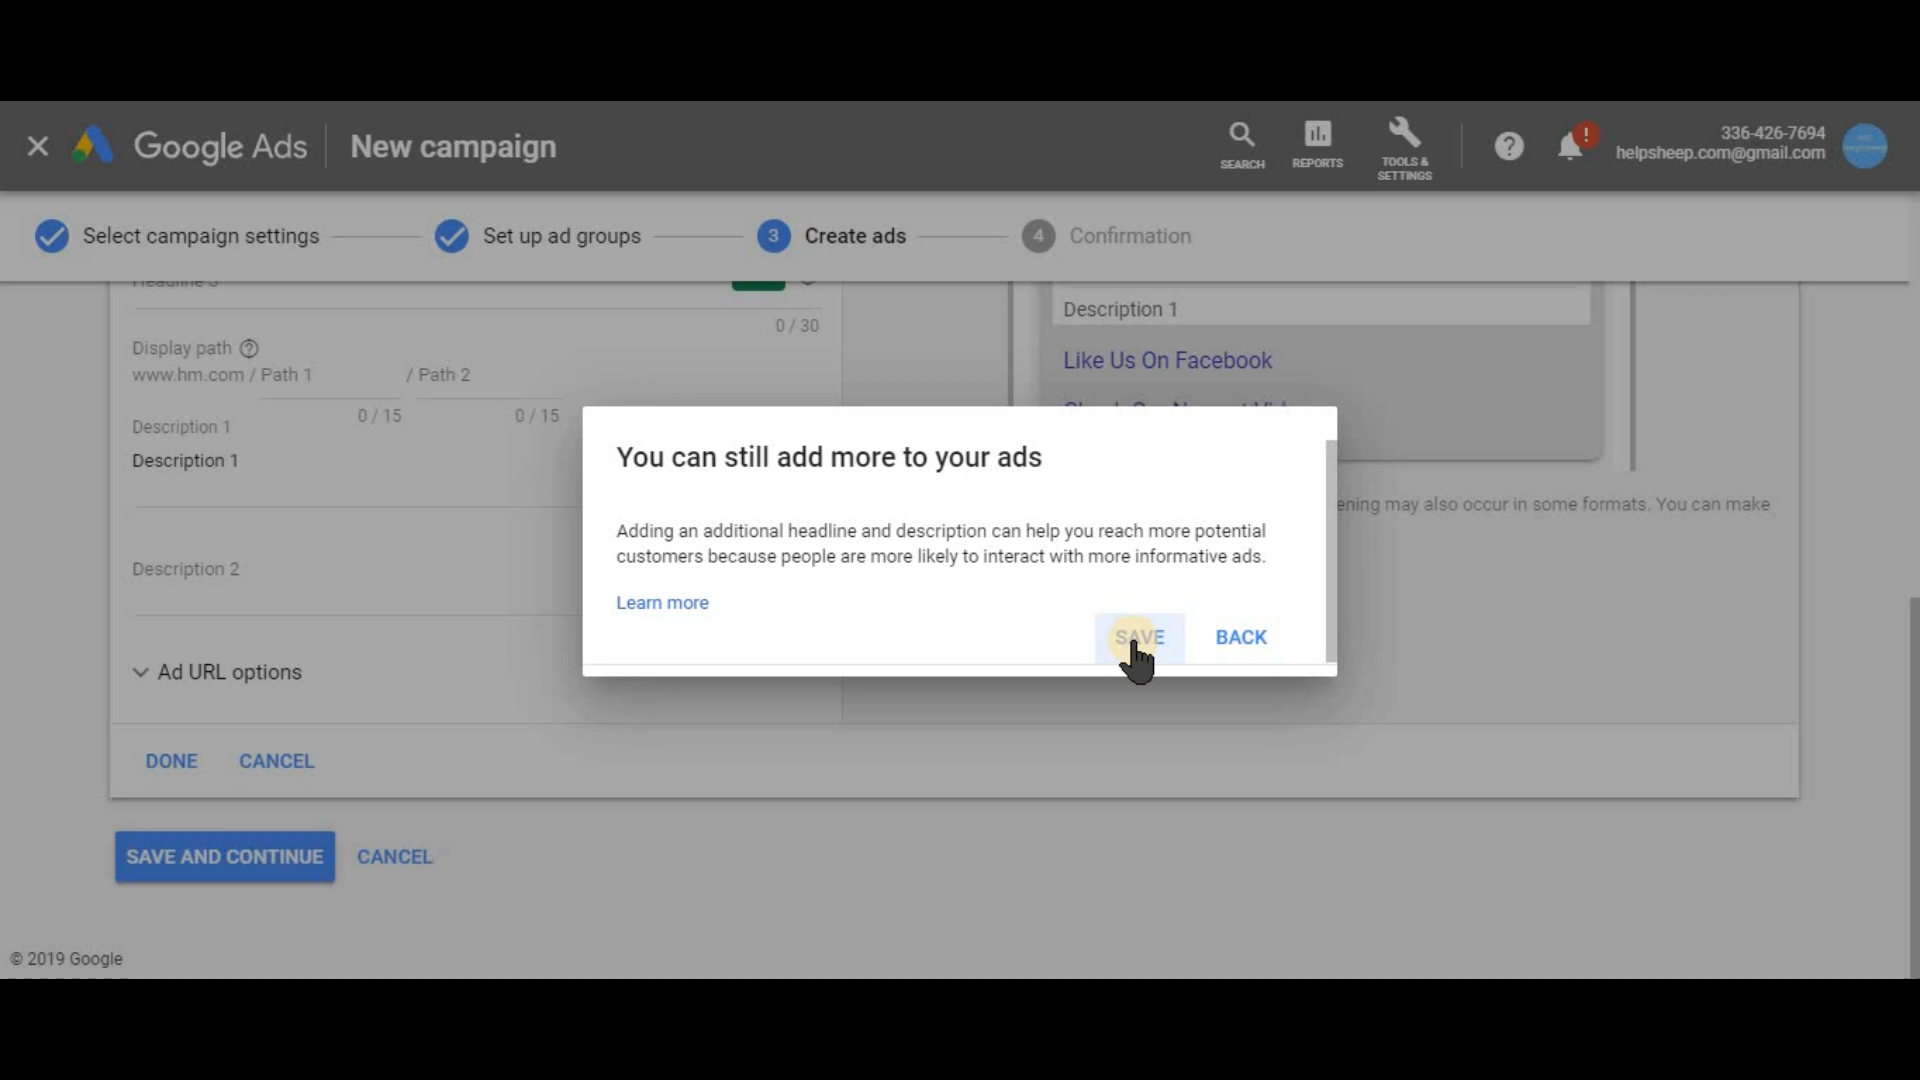 Google Ads
New campaign
SEARCH
REPORTS
TOOLS &
SETTINGS
!
336-426-7694
helpsheep.com@gmail.com
Select campaign settings
Set up ad groups
3
Create ads
4
Confirmation
Headline 3
0 / 30
Display path
www.hm.com / Path 1
/ Path 2
0 / 15
0 / 15
Description 1
Description 1
Description 2
Ad URL options
DONE
CANCEL
Description 1
Like Us On Facebook
ening may also occur in some formats. You can make
You can still add more to your ads
Adding an additional headline and description can help you reach more potential
customers because people are more likely to interact with more informative ads.
Learn more
SAVE
BACK
SAVE AND CONTINUE
CANCEL
© 2019 Google